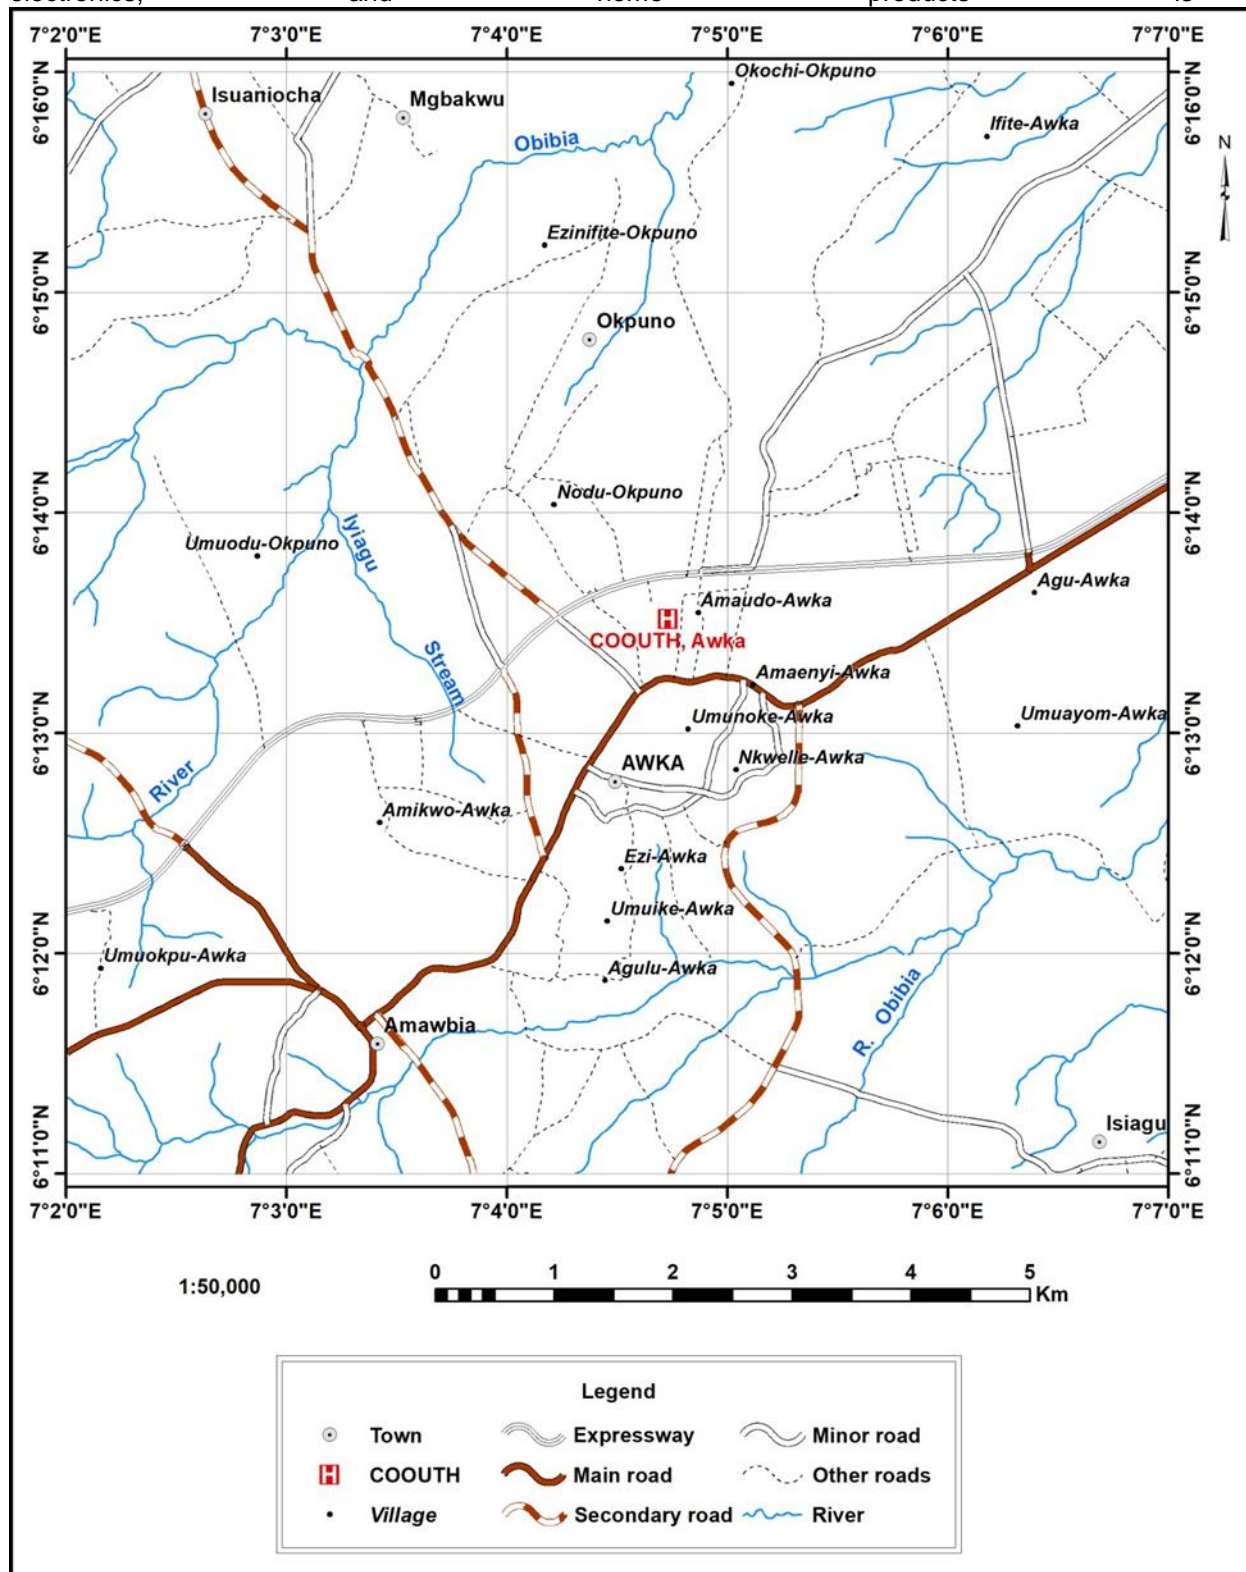 electronics, and home products is
7°2'0"E 7°3'0"E 7°4'0"E 7°5'0"E 7°6'0"E 7°7'0"E
Okochi-Okpuno
6°16'0"N
6°16'0"N
Isuaniocha
Mgbakwu
Ifite-Awka
Obibia
N
Ezinifite-Okpuno
6°15'0"N
6°15'0"N
Okpuno
Nodu-Okpuno
6°14'0"N
6°14'0"N
Iyiagu
Umuodu-Okpuno
Agu-Awka
Amaudo-Awka
H
COOUTH, Awka
Stream
Amaenyi-Awka
Umunoke-Awka
Umuayom-Awka
6°13'0"N
6°13'0"N
AWKA
Nkwelle-Awka
River
Amikwo-Awka
Ezi-Awka
Umuike-Awka
6°12'0"N
6°12'0"N
Umuokpu-Awka
Agulu-Awka
R. Obibia
Amawbia
Isiagu
6°11'0"N
6°11'0"N
7°2'0"E 7°3'0"E 7°4'0"E 7°5'0"E 7°6'0"E 7°7'0"E
1:50,000
0 1 2 3 4 5
Km
Legend
Town Expressway Minor road
H COOUTH Main road Other roads
Village Secondary road River